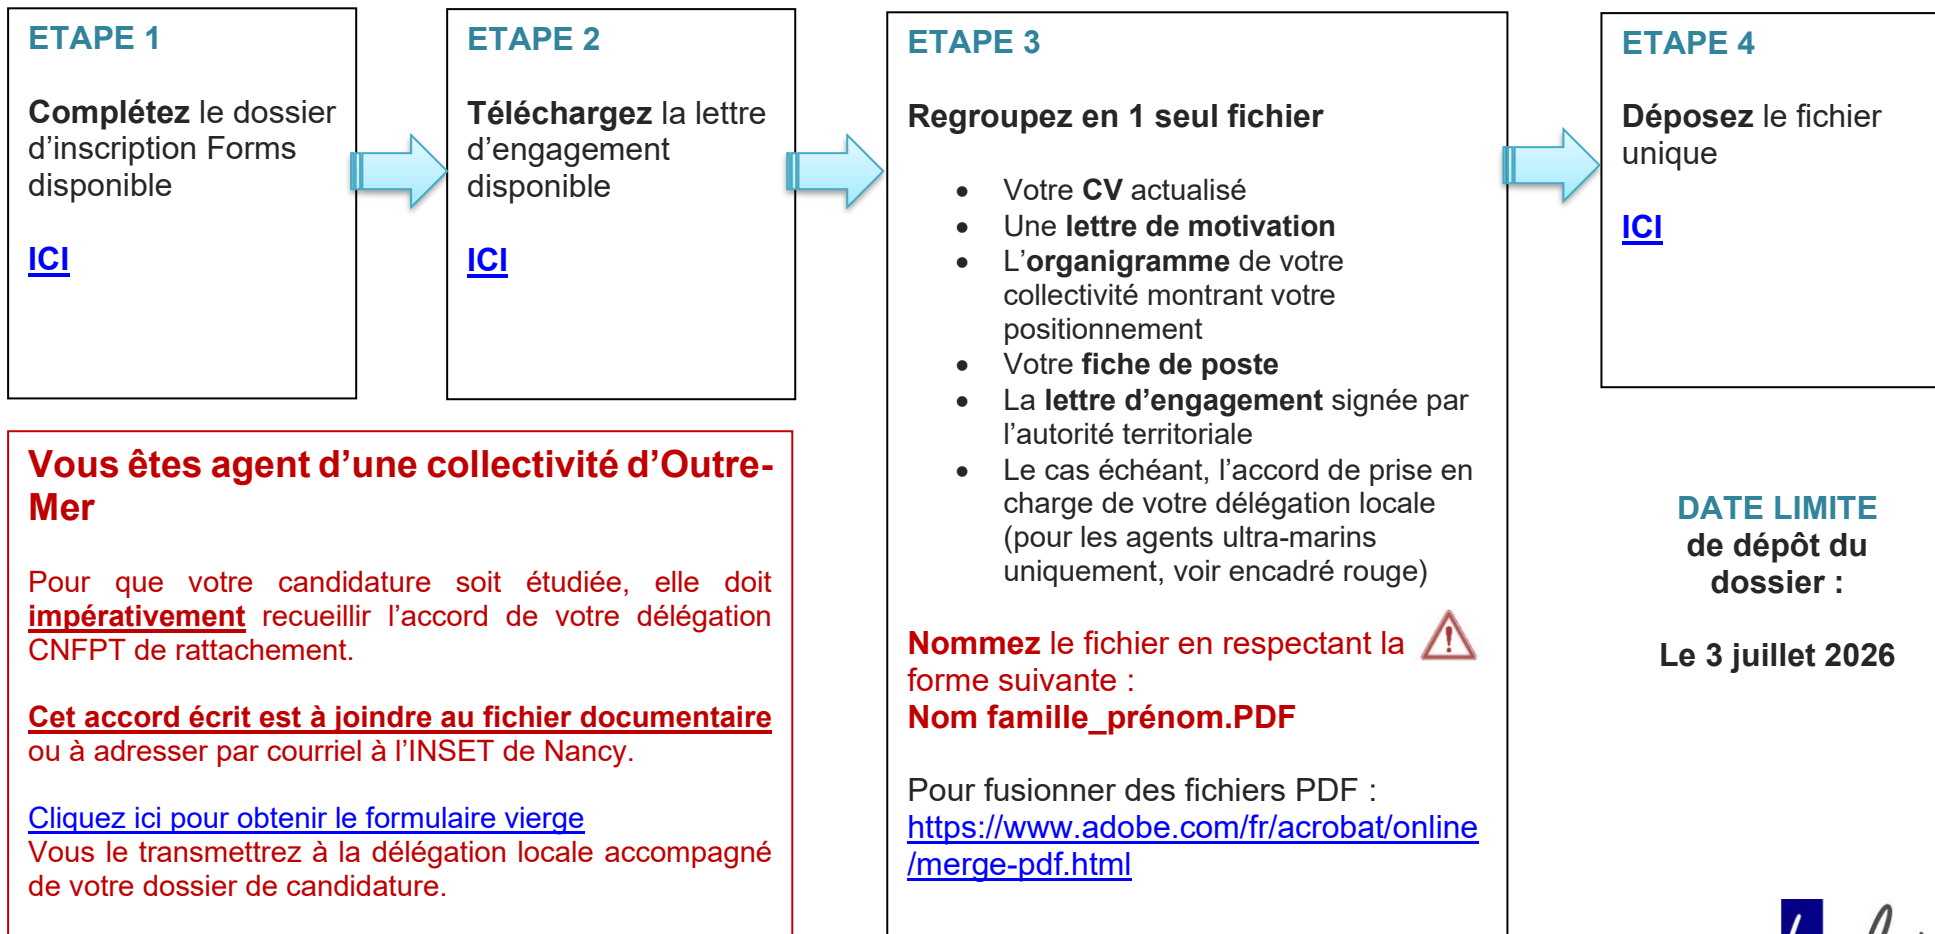 ETAPE 1
Complétez le dossier
d’inscription Forms
disponible
ICI
ETAPE 2
Téléchargez la lettre
d’engagement
disponible
ICI
ETAPE 3
Regroupez en 1 seul fichier
• Votre CV actualisé
• Une lettre de motivation
• L’organigramme de votre
collectivité montrant votre
positionnement
• Votre fiche de poste
• La lettre d’engagement signée par
l’autorité territoriale
• Le cas échéant, l’accord de prise en
charge de votre délégation locale
(pour les agents ultra-marins
uniquement, voir encadré rouge)
Nommez le fichier en respectant la
forme suivante :
Nom famille_prénom.PDF
Pour fusionner des fichiers PDF :
https://www.adobe.com/fr/acrobat/online
/merge-pdf.html
ETAPE 4
Déposez le fichier
unique
ICI
Vous êtes agent d’une collectivité d’Outre-
Mer
Pour que votre candidature soit étudiée, elle doit
impérativement recueillir l’accord de votre délégation
CNFPT de rattachement.
Cet accord écrit est à joindre au fichier documentaire
ou à adresser par courriel à l’INSET de Nancy.
Cliquez ici pour obtenir le formulaire vierge
Vous le transmettrez à la délégation locale accompagné
de votre dossier de candidature.
DATE LIMITE
de dépôt du
dossier :
Le 3 juillet 2026